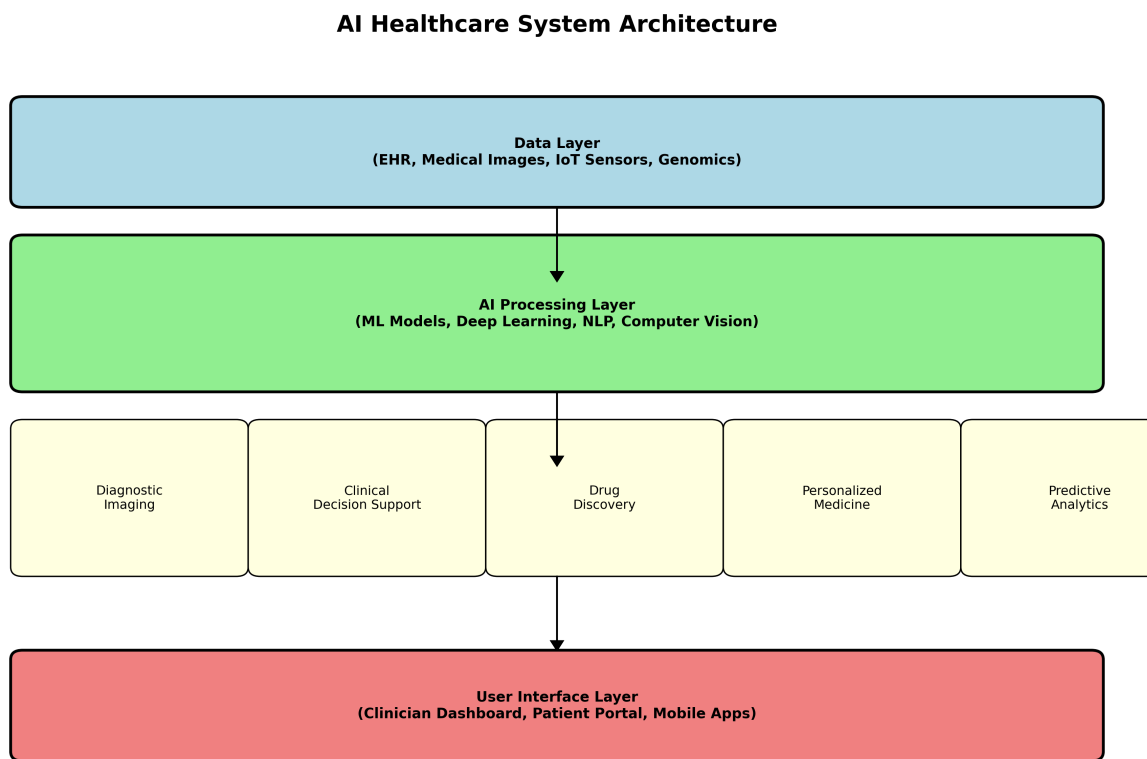 AI Healthcare System Architecture
Data Layer
(EHR, Medical Images, IoT Sensors, Genomics)
AI Processing Layer
(ML Models, Deep Learning, NLP, Computer Vision)
Diagnostic
Imaging
Clinical
Decision Support
Drug
Discovery
Personalized
Medicine
Predictive
Analytics
User Interface Layer
(Clinician Dashboard, Patient Portal, Mobile Apps)